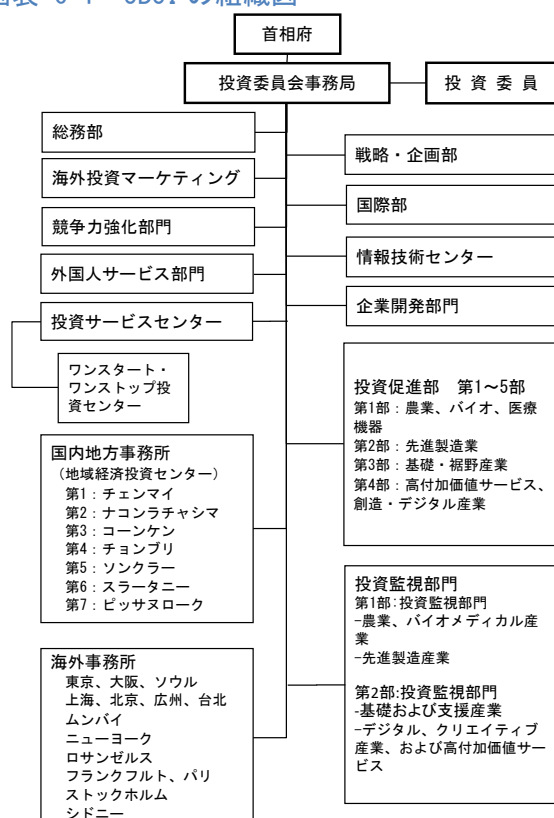 首相府
投資委員会事務局
投 資 委 員
総務部
海外投資マーケティング
競争力強化部門
外国人サービス部門
投資サービスセンター
ワンスタート・
ワンストップ投
資センター
国内地方事務所
（地域経済投資センター）
第1：チェンマイ
第2：ナコンラチャシマ
第3：コーンケン
第4：チョンブリ
第5：ソンクラー
第6：スラータニー
第7：ピッサヌローク
海外事務所
東京、大阪、ソウル
上海、北京、広州、台北
ムンバイ
ニューヨーク
ロサンゼルス
フランクフルト、パリ
ストックホルム
シドニー
戦略・企画部
国際部
情報技術センター
企業開発部門
投資促進部　第1～5部
第1部：農業、バイオ、医療
機器
第2部：先進製造業
第3部：基礎・裾野産業
第4部：高付加価値サービス、
創造・デジタル産業
投資監視部門
第1部:投資監視部門
-農業、バイオメディカル産
業
-先進製造産業
第2部:投資監視部門
-基礎および支援産業
-デジタル、クリエイティブ
産業、および高付加価値サー
ビス